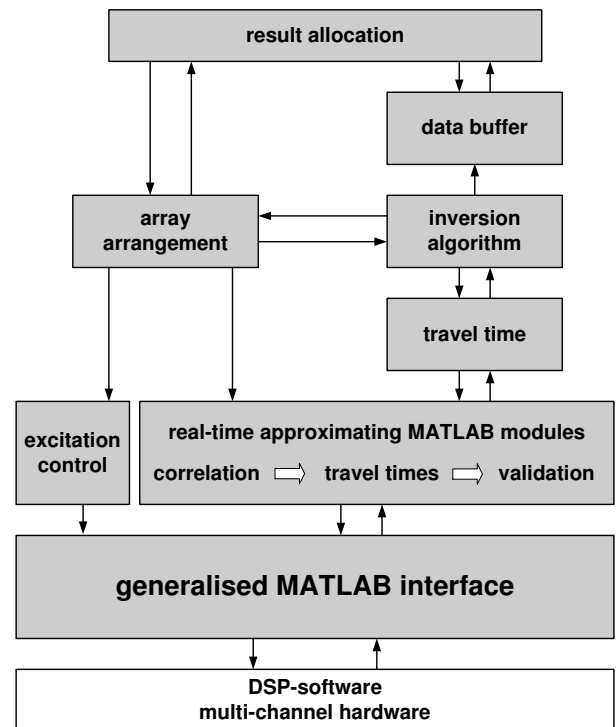 result allocation
data buffer
array
arrangement
inversion
algorithm
travel time
excitation
control
real-time approximating MATLAB modules
correlation travel times validation
generalised MATLAB interface
DSP-software
multi-channel hardware